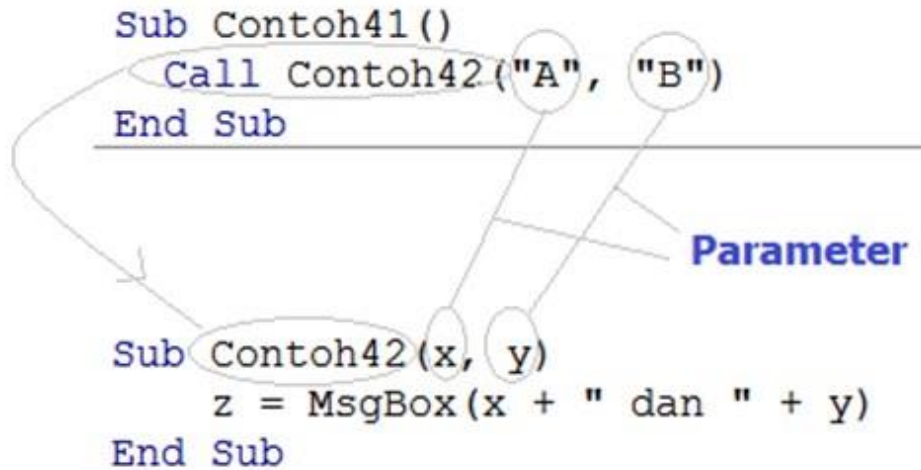 Sub Contoh41()
Call Contoh42("A", "B")
End Sub
Parameter
Sub Contoh42(x, y)
z = MsgBox(x + " dan " + y)
End Sub